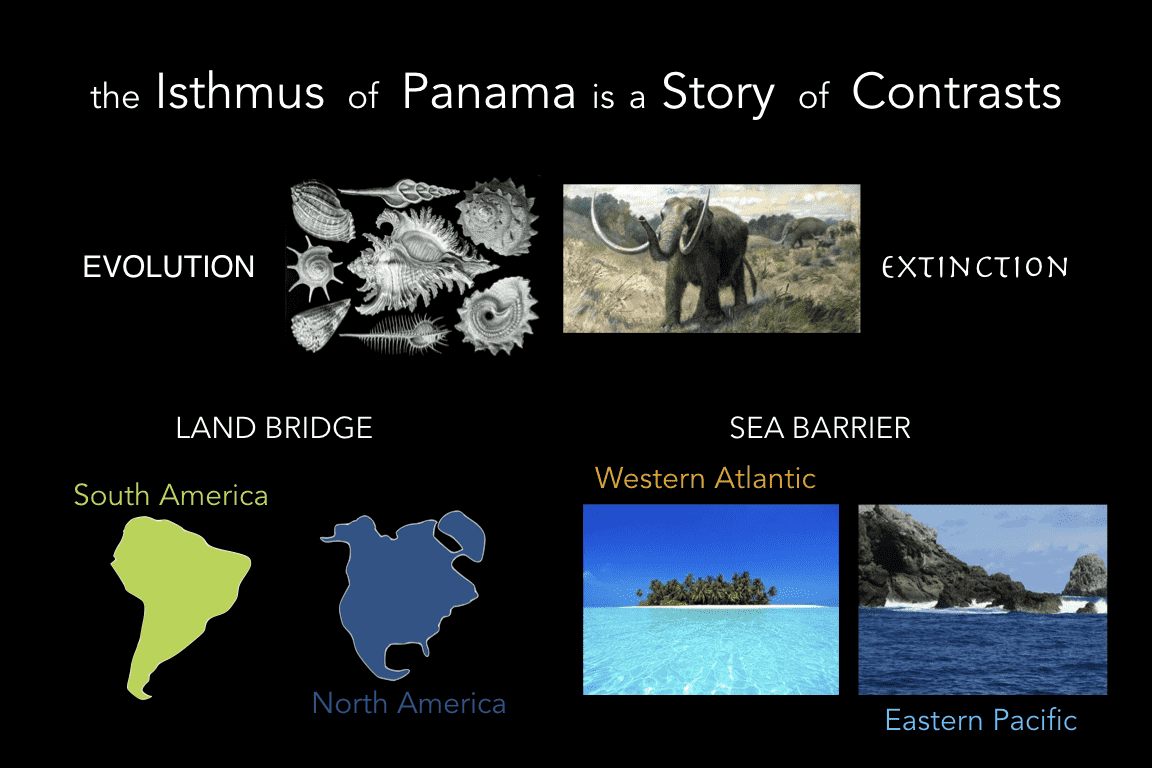 the Isthmus of Panama is a Story of Contrasts
EVOLUTION
EXTINCTION
LAND BRIDGE
SEA BARRIER
South America
North America
Western Atlantic
Eastern Pacific